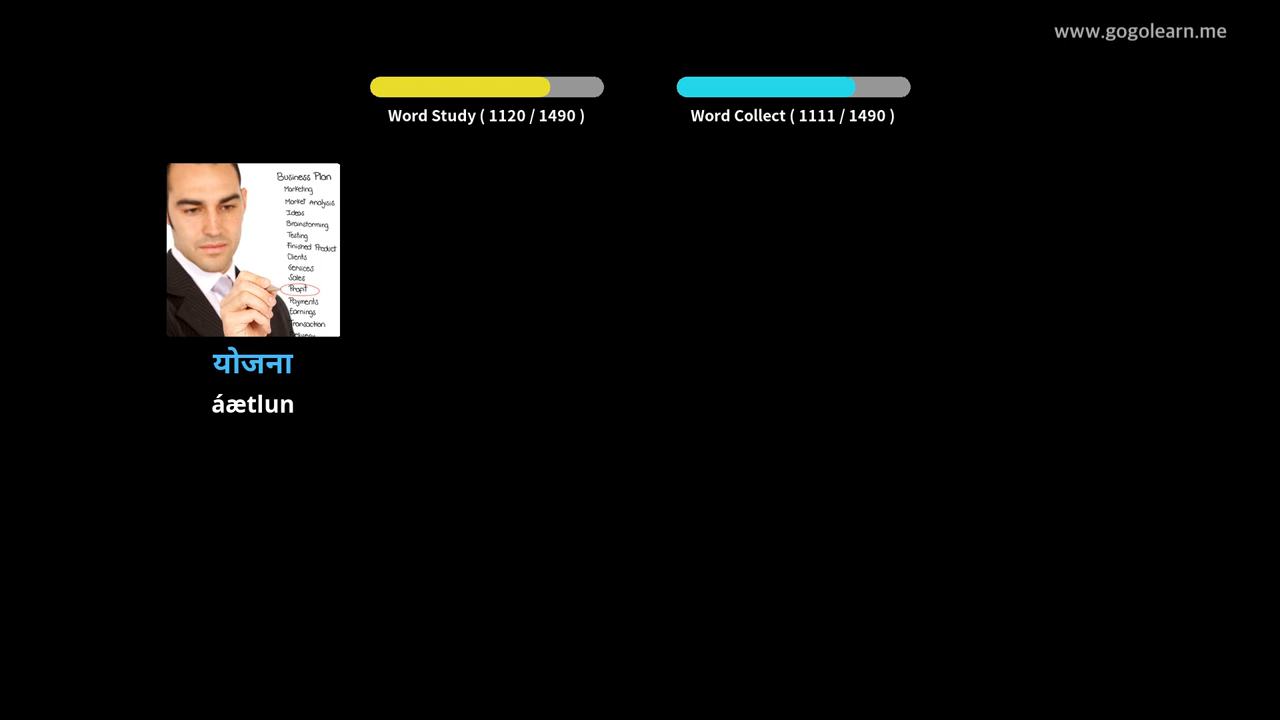 www.gogolearn.me
Word Study ( 1120 / 1490 )
Word Collect ( 1111 / 1490 )
Business Plan
Marketing
Market Analysis
Ideas
Brainstorming
Testing
Finished Product
Clients
Services
Sales
Profit
Payments
Earnings
Transaction
Delivery
योजना
áætlun